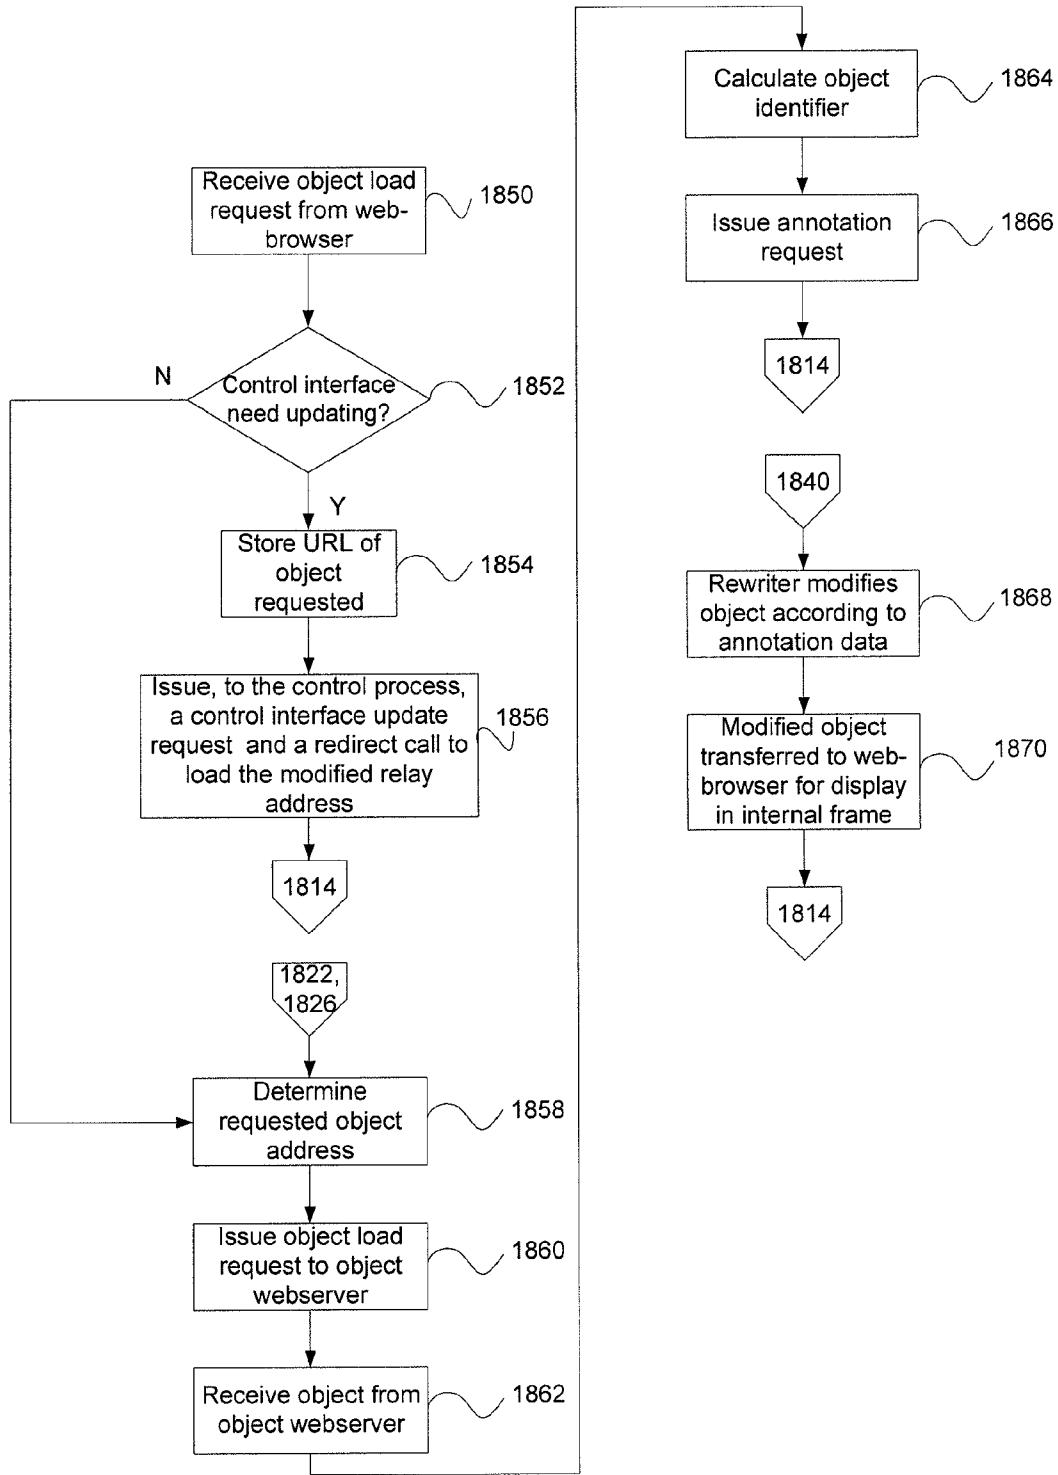 Receive object load
request from web-
browser
1850
N
Control interface
need updating?
1852
Y
Store URL of
object
requested
1854
Issue, to the control process,
a control interface update
request and a redirect call to
load the modified relay
address
1856
1814
1822,
1826
Determine
requested object
address
1858
Issue object load
request to object
webserver
1860
Receive object from
object webserver
1862
Calculate object
identifier
1864
Issue annotation
request
1866
1814
1840
Rewriter modifies
object according to
annotation data
1868
Modified object
transferred to web-
browser for display
in internal frame
1870
1814